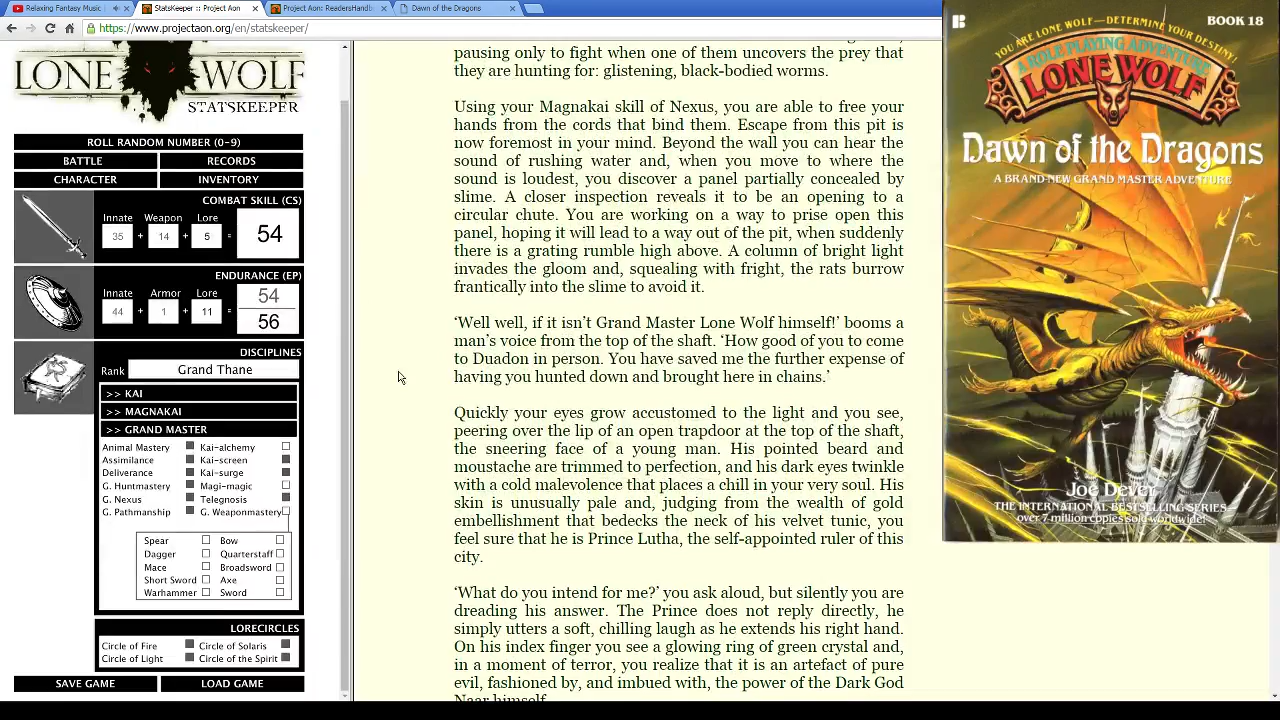 Relaxing Fantasy Music
StatsKeeper :: Project Aon
Project Aon: ReadersHandb
Dawn of the Dragons
https://www.projectaon.org/en/statskeeper/
LONE WOLF
STATSKEEPER
ROLL RANDOM NUMBER (0-9)
BATTLE RECORDS
CHARACTER INVENTORY
COMBAT SKILL (CS)
Innate Weapon Lore
35 + 14 + 5 = 54
ENDURANCE (EP)
Innate Armor Lore 54
44 + 1 + 11 = 56
DISCIPLINES
Rank Grand Thane
>> KAI
>> MAGNAKAI
>> GRAND MASTER
Animal Mastery Kai-alchemy
Assimilance Kai-screen
Deliverance Kai-surge
G. Huntmastery Magi-magic
G. Nexus Telegnosis
G. Pathmanship G. Weaponmastery
Spear Bow
Dagger Quarterstaff
Mace Broadsword
Short Sword Axe
Warhammer Sword
LORECIRCLES
Circle of Fire Circle of Solaris
Circle of Light Circle of the Spirit
SAVE GAME LOAD GAME
pausing only to fight when one of them uncovers the prey that
they are hunting for: glistening, black-bodied worms.
Using your Magnakai skill of Nexus, you are able to free your
hands from the cords that bind them. Escape from this pit is
now foremost in your mind. Beyond the wall you can hear the
sound of rushing water and, when you move to where the
sound is loudest, you discover a panel partially concealed by
slime. A closer inspection reveals it to be an opening to a
circular chute. You are working on a way to prise open this
panel, hoping it will lead to a way out of the pit, when suddenly
there is a grating rumble high above. A column of bright light
invades the gloom and, squealing with fright, the rats burrow
frantically into the slime to avoid it.
‘Well well, if it isn’t Grand Master Lone Wolf himself!’ booms a
man’s voice from the top of the shaft. ‘How good of you to come
to Duadon in person. You have saved me the further expense of
having you hunted down and brought here in chains.’
Quickly your eyes grow accustomed to the light and you see,
peering over the lip of an open trapdoor at the top of the shaft,
the sneering face of a young man. His pointed beard and
moustache are trimmed to perfection, and his dark eyes twinkle
with a cold malevolence that places a chill in your very soul. His
skin is unusually pale and, judging from the wealth of gold
embellishment that bedecks the neck of his velvet tunic, you
feel sure that he is Prince Lutha, the self-appointed ruler of this
city.
‘What do you intend for me?’ you ask aloud, but silently you are
dreading his answer. The Prince does not reply directly, he
simply utters a soft, chilling laugh as he extends his right hand.
On his index finger you see a glowing ring of green crystal and,
in a moment of terror, you realize that it is an artefact of pure
evil, fashioned by, and imbued with, the power of the Dark God
Naar himself.
BOOK 18
YOU ARE LONE WOLF—DETERMINE YOUR DESTINY!
A ROLE PLAYING ADVENTURE
LONE WOLF
Dawn of the Dragons
A BRAND-NEW GRAND MASTER ADVENTURE
Joe Dever
THE INTERNATIONAL BESTSELLING SERIES—
over 7 million copies sold worldwide!